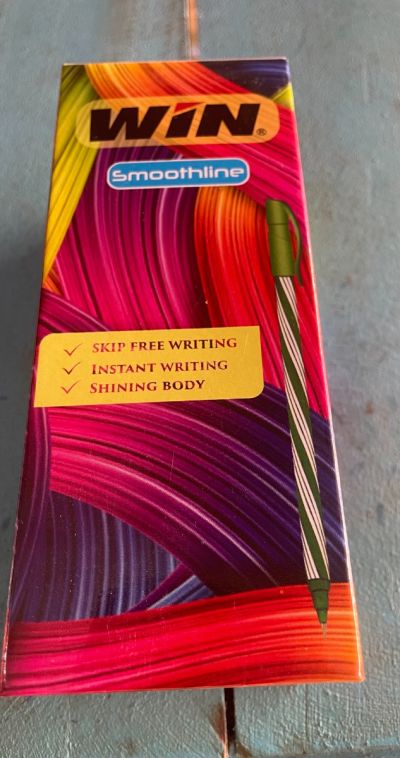 WIN®
Smoothline
SKIP FREE WRITING
INSTANT WRITING
SHINING BODY